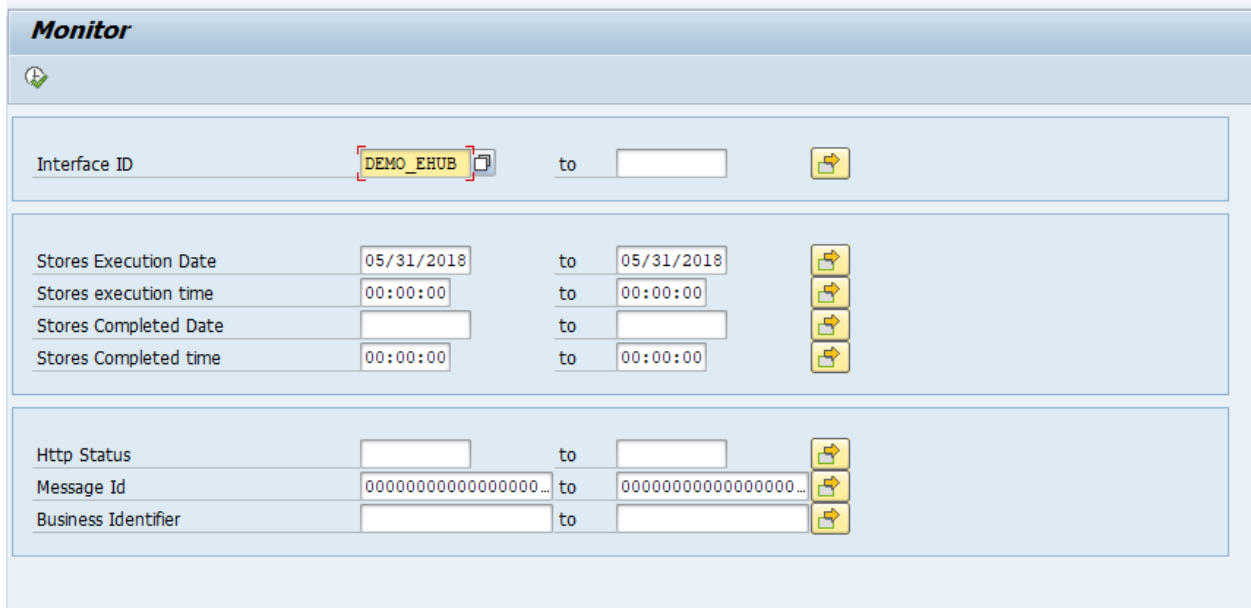 Monitor
Interface ID DEMO_EHUB to
Stores Execution Date 05/31/2018 to 05/31/2018
Stores execution time 00:00:00 to 00:00:00
Stores Completed Date to
Stores Completed time 00:00:00 to 00:00:00
Http Status to
Message Id 00000000000000000… to 00000000000000000…
Business Identifier to